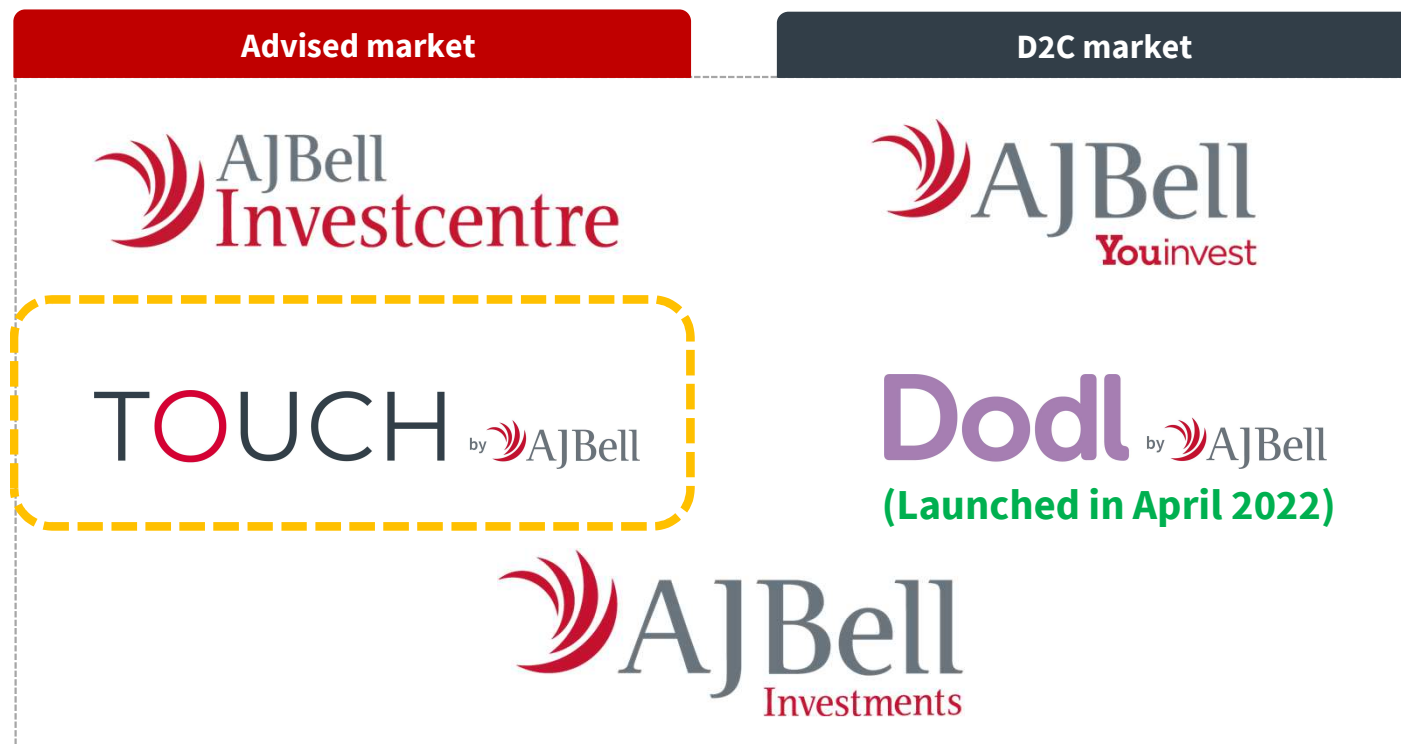 Advised market
D2C market
AJBell
Investcentre
AJBell
Youinvest
TOUCH by AJBell
Dodl by AJBell
(Launched in April 2022)
AJBell
Investments